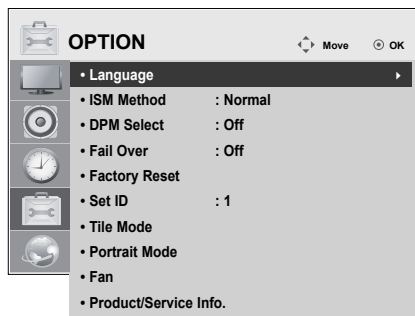 OPTION Move OK
• Language
• ISM Method : Normal
• DPM Select : Off
• Fail Over : Off
• Factory Reset
• Set ID : 1
• Tile Mode
• Portrait Mode
• Fan
• Product/Service Info.